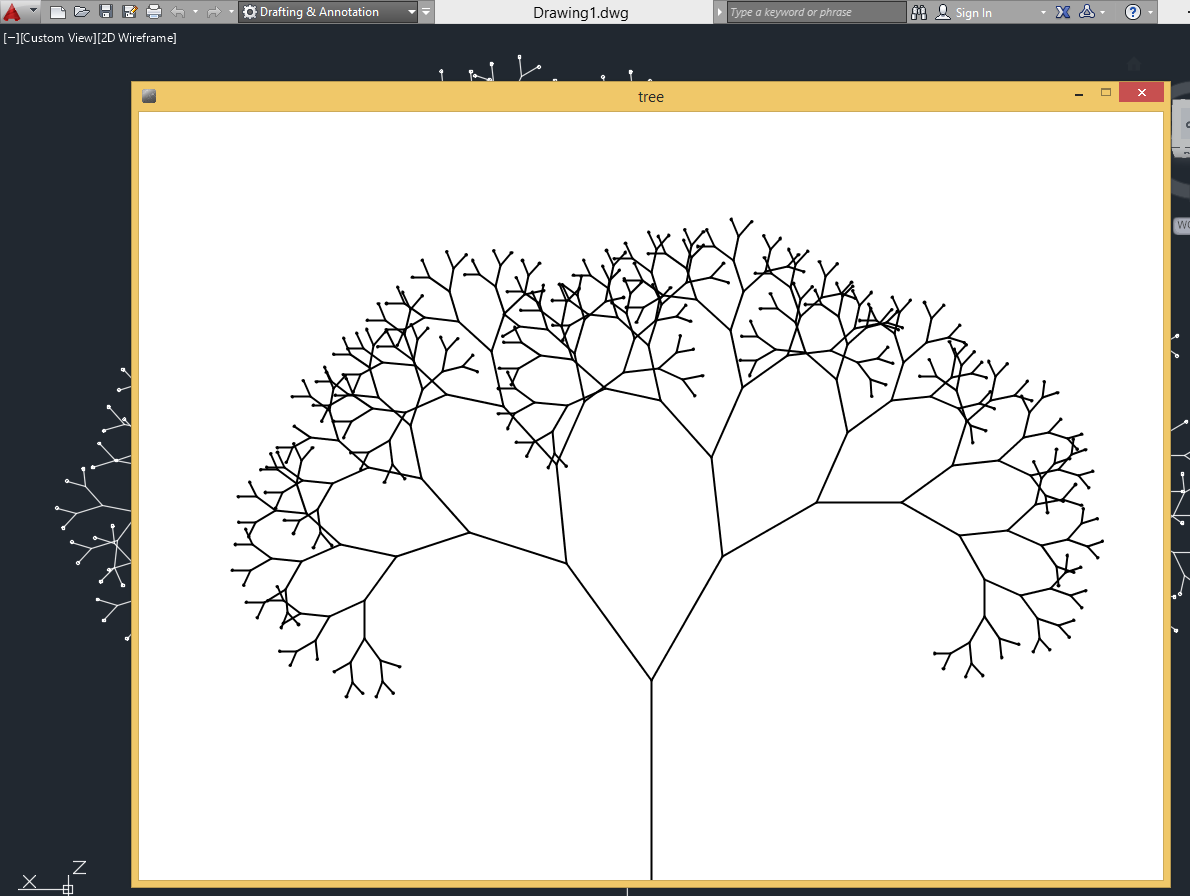 Drafting & Annotation
Drawing1.dwg
Type a keyword or phrase
Sign In
[−][Custom View][2D Wireframe]
tree
X
Z